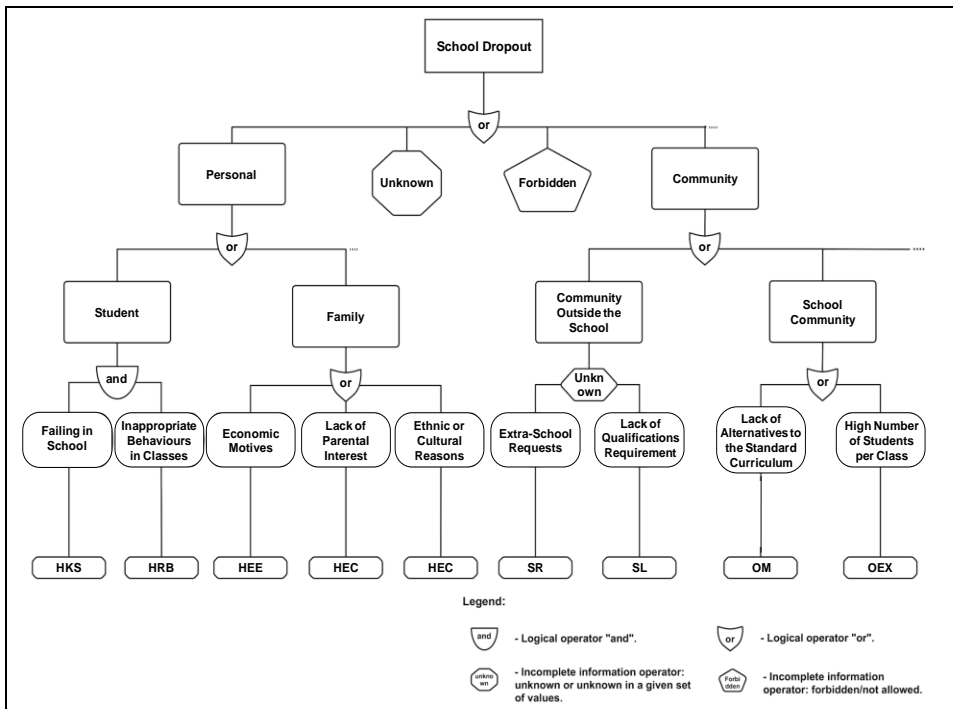 School Dropout
or
....
Personal
Unknown
Forbidden
Community
or
....
or
....
Student
Family
Community
Outside the
School
School
Community
and
or
Unkn
own
or
Failing in
School
Inappropriate
Behaviours
in Classes
Economic
Motives
Lack of
Parental
Interest
Ethnic or
Cultural
Reasons
Extra-School
Requests
Lack of
Qualifications
Requirement
Lack of
Alternatives to
the Standard
Curriculum
High Number
of Students
per Class
HKS
HRB
HEE
HEC
HEC
SR
SL
OM
OEX
Legend:
and
- Logical operator "and".
or
- Logical operator "or".
unkno
wn
- Incomplete information operator:
unknown or unknown in a given set
of values.
Forbi
dden
- Incomplete information
operator: forbidden/not allowed.